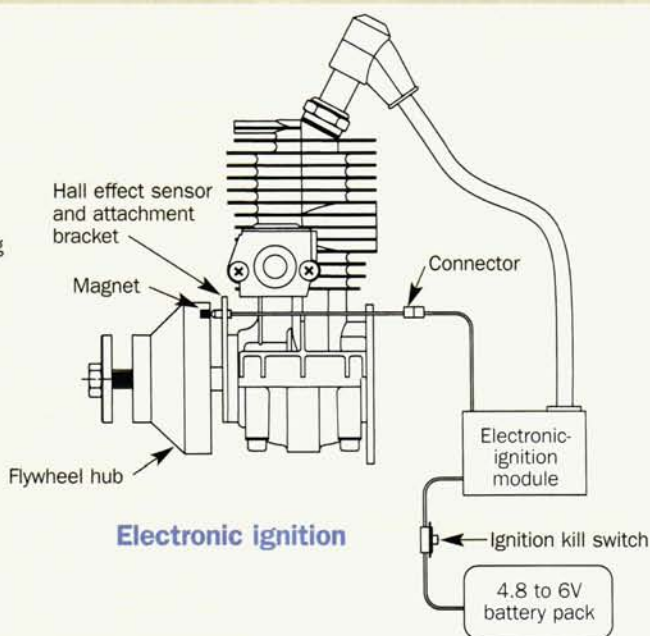 Hall effect sensor
and attachment
bracket
Magnet
Connector
Flywheel hub
Electronic-
ignition
module
Electronic ignition
Ignition kill switch
4.8 to 6V
battery pack